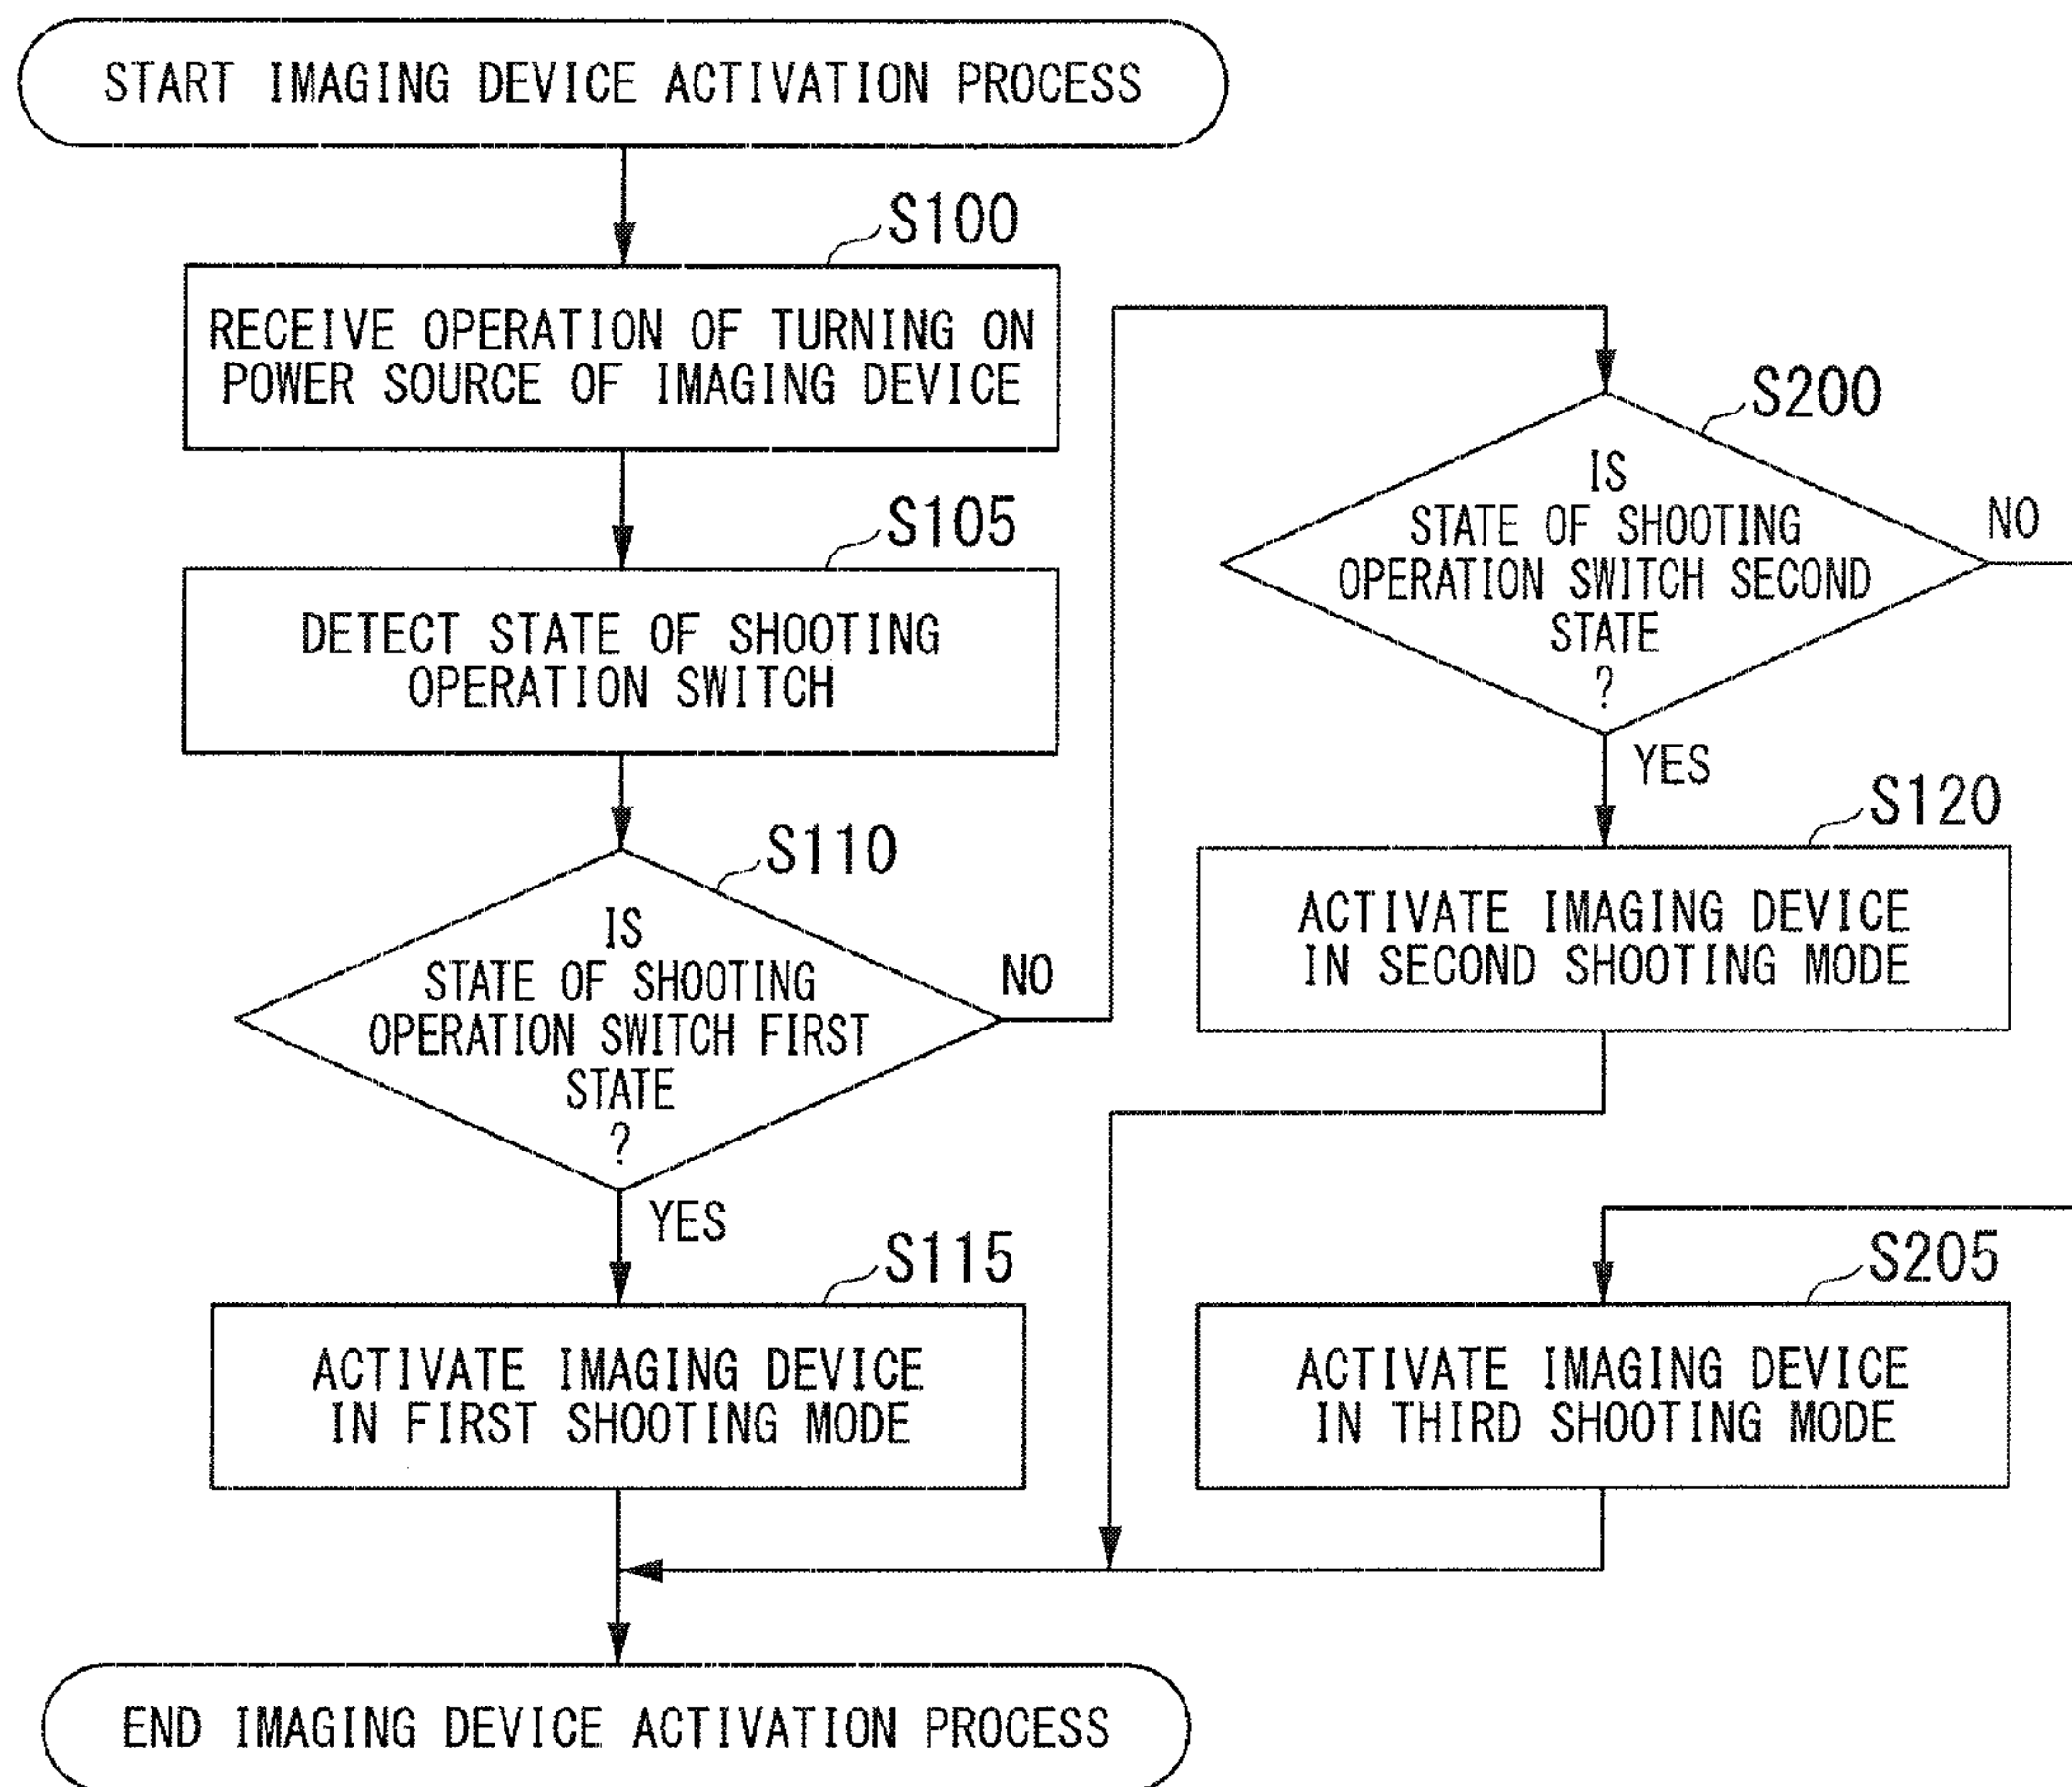 START IMAGING DEVICE ACTIVATION PROCESS
S100
RECEIVE OPERATION OF TURNING ON
POWER SOURCE OF IMAGING DEVICE
S105
DETECT STATE OF SHOOTING
OPERATION SWITCH
S110
IS
STATE OF SHOOTING
OPERATION SWITCH FIRST
STATE
?
NO
YES
S115
ACTIVATE IMAGING DEVICE
IN FIRST SHOOTING MODE
S200
IS
STATE OF SHOOTING
OPERATION SWITCH SECOND
STATE
?
NO
YES
S120
ACTIVATE IMAGING DEVICE
IN SECOND SHOOTING MODE
S205
ACTIVATE IMAGING DEVICE
IN THIRD SHOOTING MODE
END IMAGING DEVICE ACTIVATION PROCESS